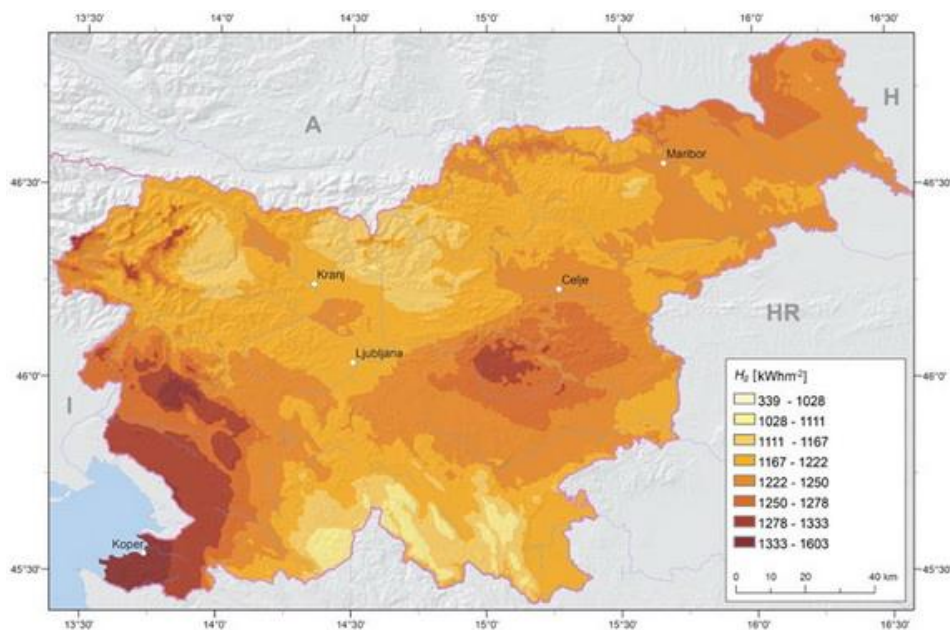 13°30' 14°0' 14°30' 15°0' 15°30' 16°0' 16°30'
A
H
Maribor
46°30' 46°30'
Kranj
Celje
HR
Ljubljana
46°0' 46°0'
I
Hg [kWhm-2]
339 - 1028
1028 - 1111
1111 - 1167
1167 - 1222
1222 - 1250
1250 - 1278
1278 - 1333
1333 - 1603
Koper
0 20 40 km
45°30' 45°30'
13°30' 14°0' 14°30' 15°0' 15°30' 16°0' 16°30'